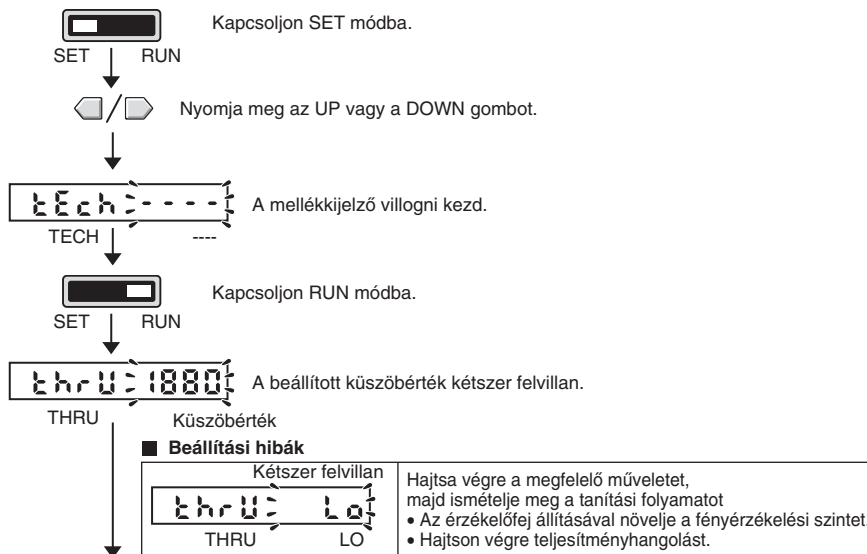 Kapcsoljon SET módba.
SET RUN
/ Nyomja meg az UP vagy a DOWN gombot.
tEch ---- A mellékkijelző villogni kezd.
TECH ----
Kapcsoljon RUN módba.
SET RUN
thrU 1880 A beállított küszöbérték kétszer felvillan.
THRU Küszöbérték
■ Beállítási hibák
Kétszer felvillan
thrU Lo
THRU LO
Hajtsa végre a megfelelő műveletet,
majd ismételje meg a tanítási folyamatot
• Az érzékelőfej állításával növelje a fényérzékelési szintet.
• Hajtson végre teljesítményhangolást.